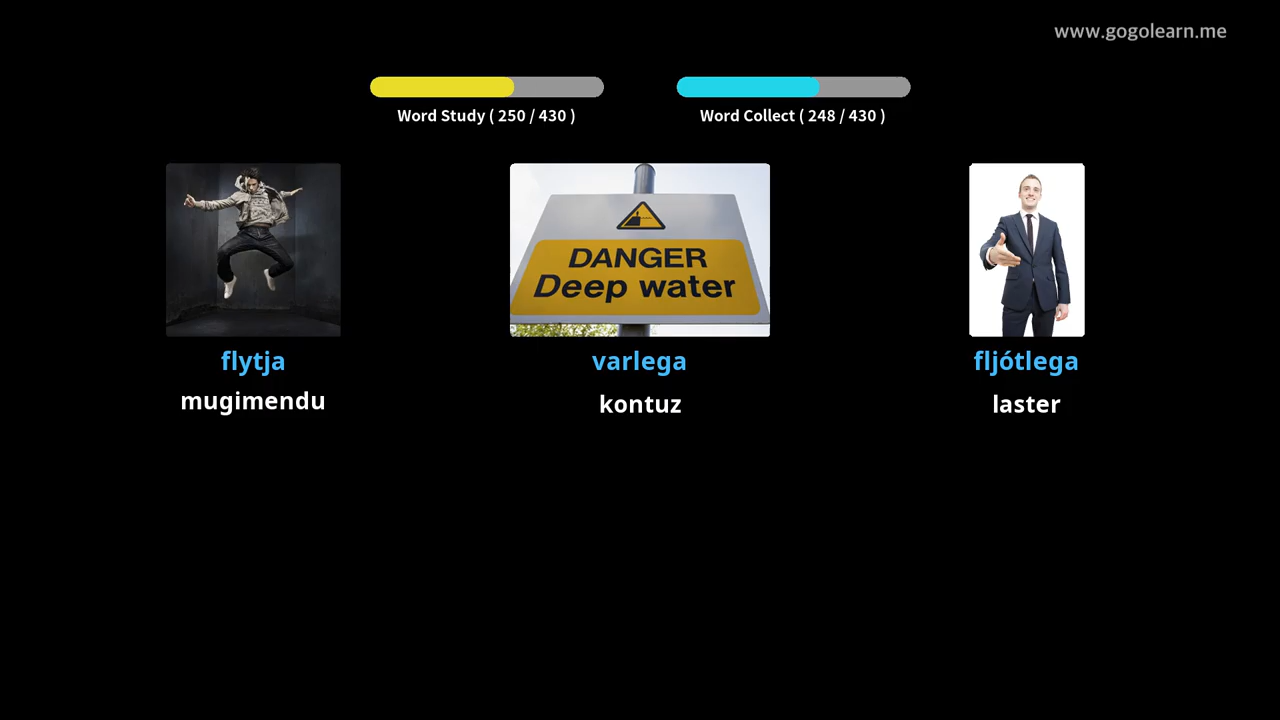 www.gogolearn.me
Word Study ( 250 / 430 )
Word Collect ( 248 / 430 )
DANGER
Deep water
flytja
varlega
fljótlega
mugimendu
kontuz
laster